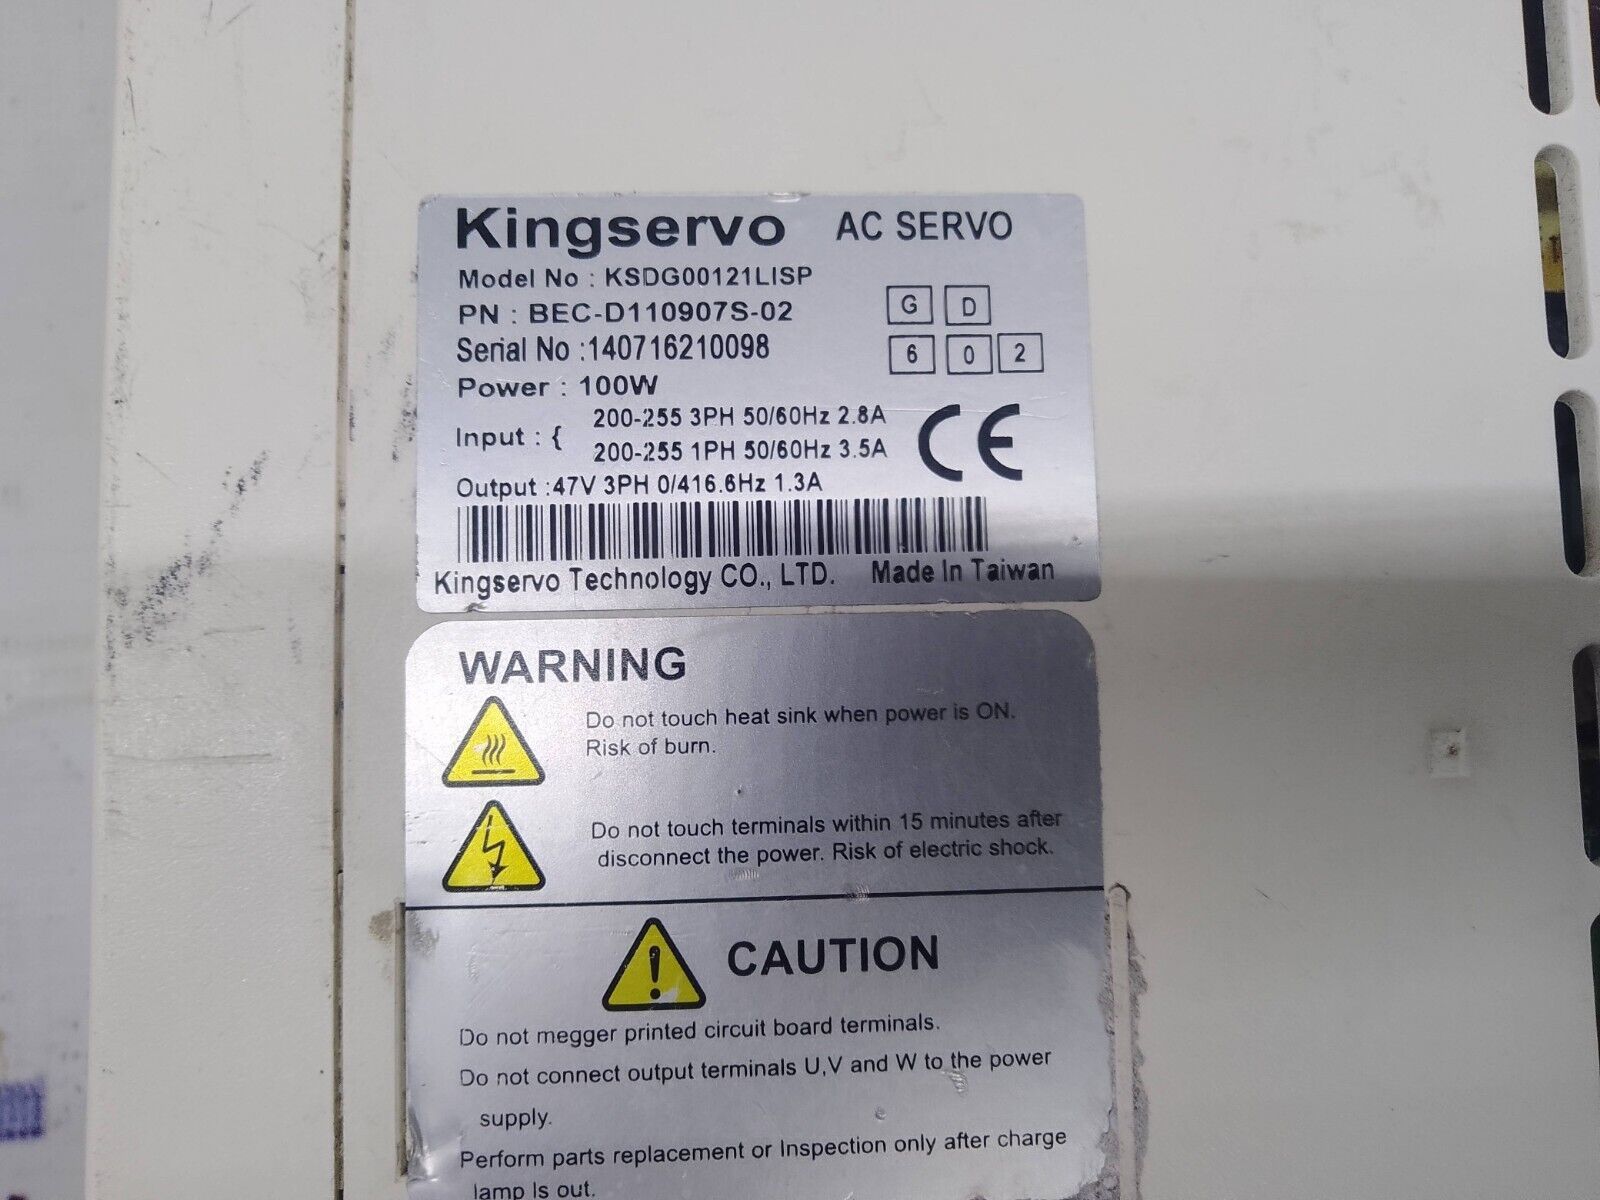 Kingservo AC SERVO
Model No : KSDG00121LISP
PN : BEC-D110907S-02
G D
Serial No :140716210098
6 0 2
Power : 100W
Input : { 200-255 3PH 50/60Hz 2.8A
200-255 1PH 50/60Hz 3.5A
CE
Output :47V 3PH 0/416.6Hz 1.3A
Kingservo Technology CO., LTD. Made In Taiwan
WARNING
Do not touch heat sink when power is ON.
Risk of burn.
Do not touch terminals within 15 minutes after
disconnect the power. Risk of electric shock.
CAUTION
Do not megger printed circuit board terminals.
Do not connect output terminals U,V and W to the power
supply.
Perform parts replacement or Inspection only after charge
lamp Is out.